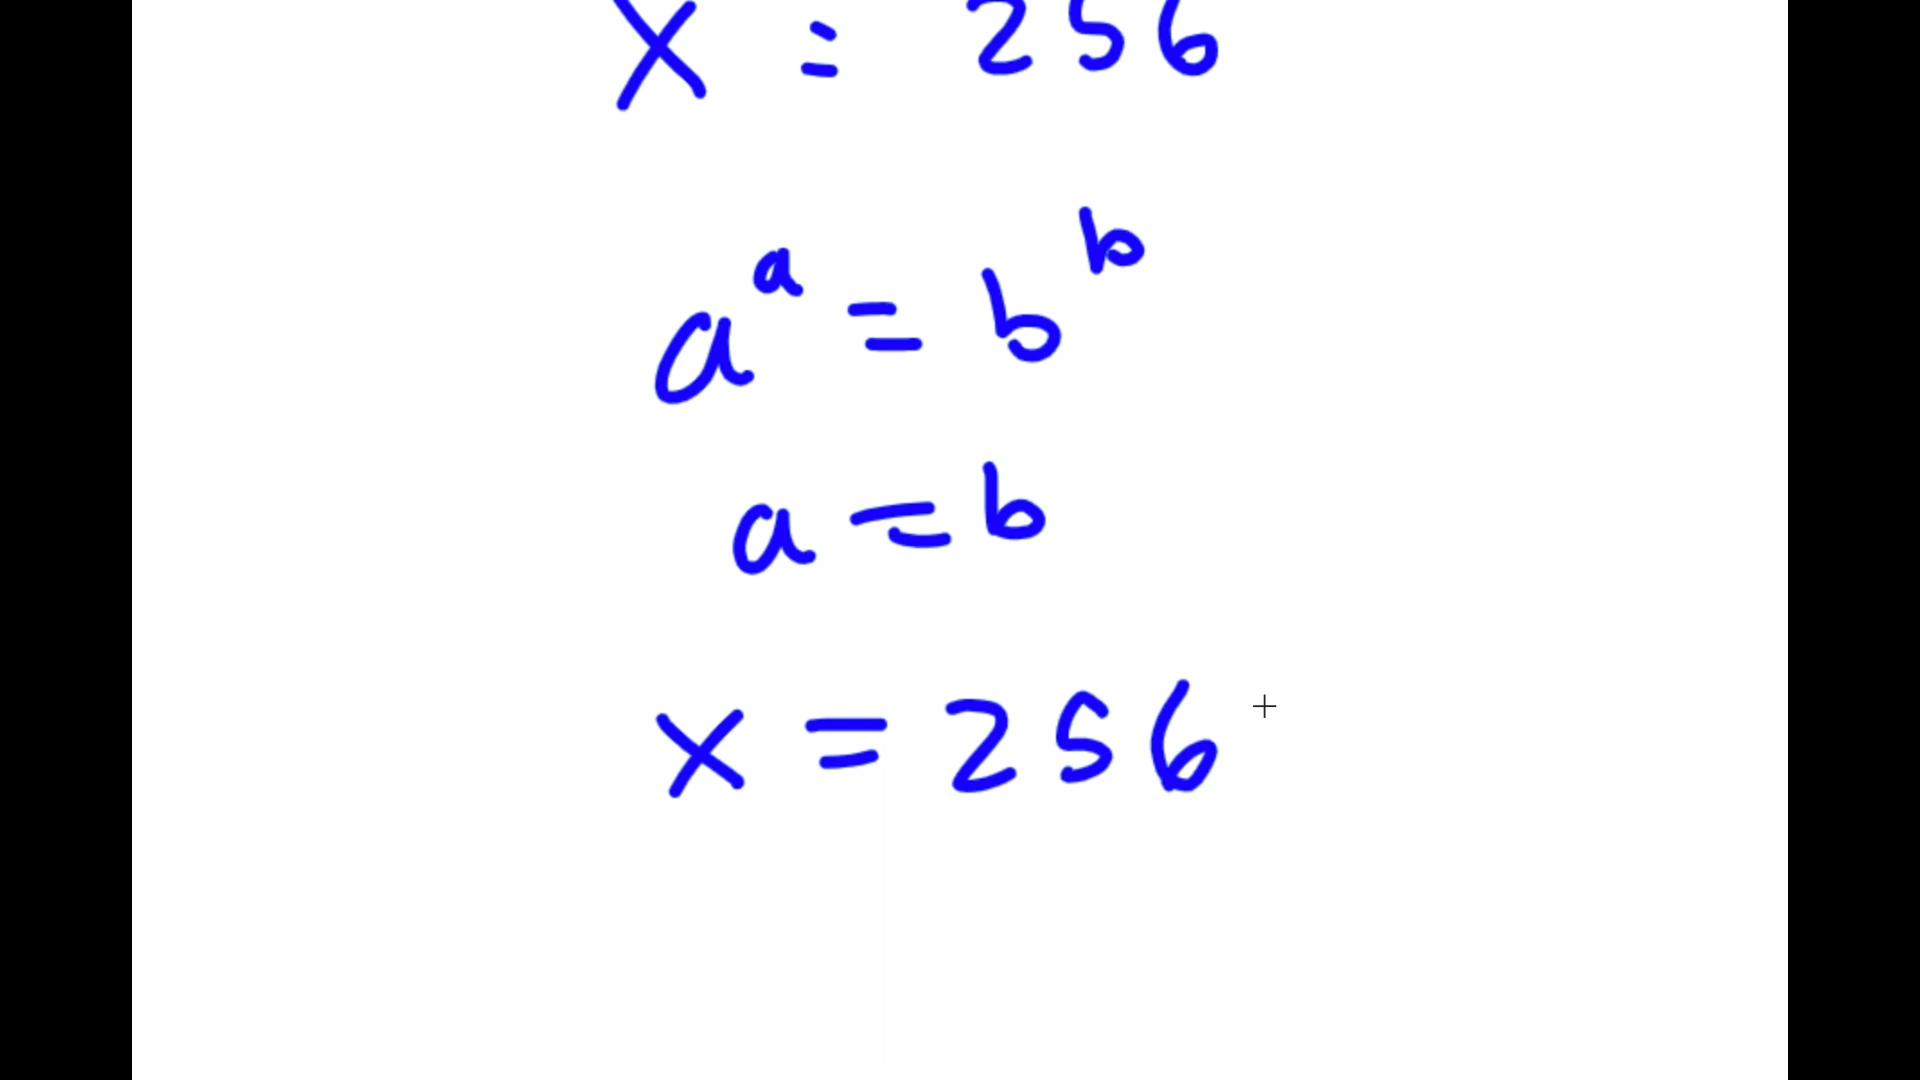 x = 256
a^a = b^b
a = b
x = 256